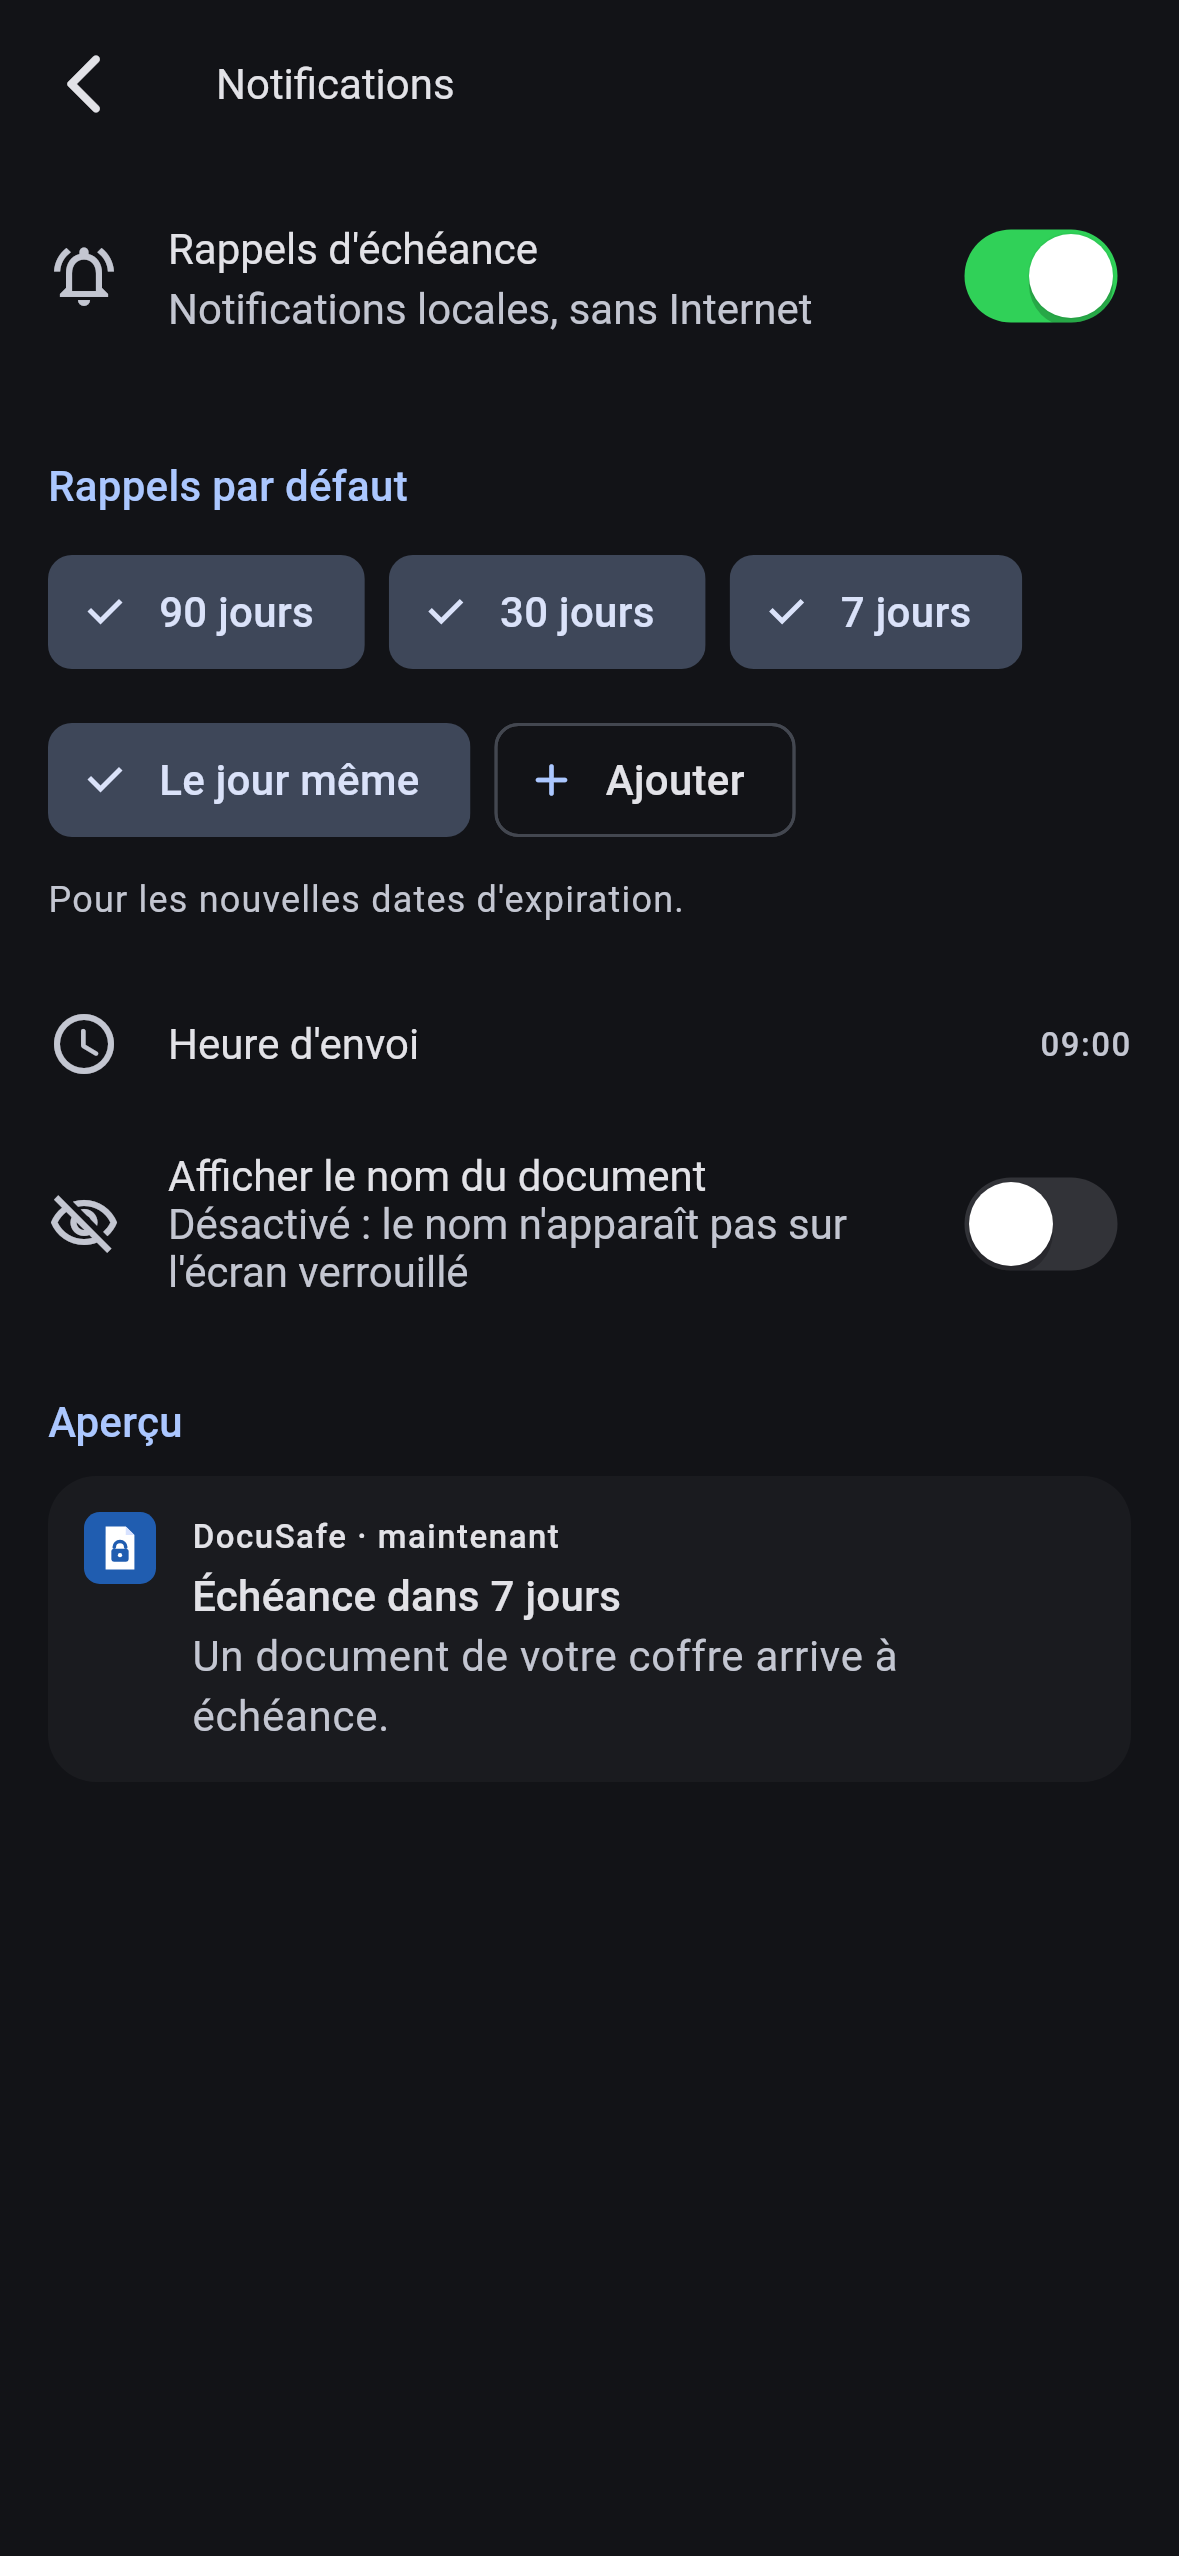 Notifications
Rappels d'échéance
Notifications locales, sans Internet
Rappels par défaut
90 jours
30 jours
7 jours
Le jour même
Ajouter
Pour les nouvelles dates d'expiration.
Heure d'envoi
09:00
Afficher le nom du document
Désactivé : le nom n'apparaît pas sur
l'écran verrouillé
Aperçu
DocuSafe · maintenant
Échéance dans 7 jours
Un document de votre coffre arrive à
échéance.